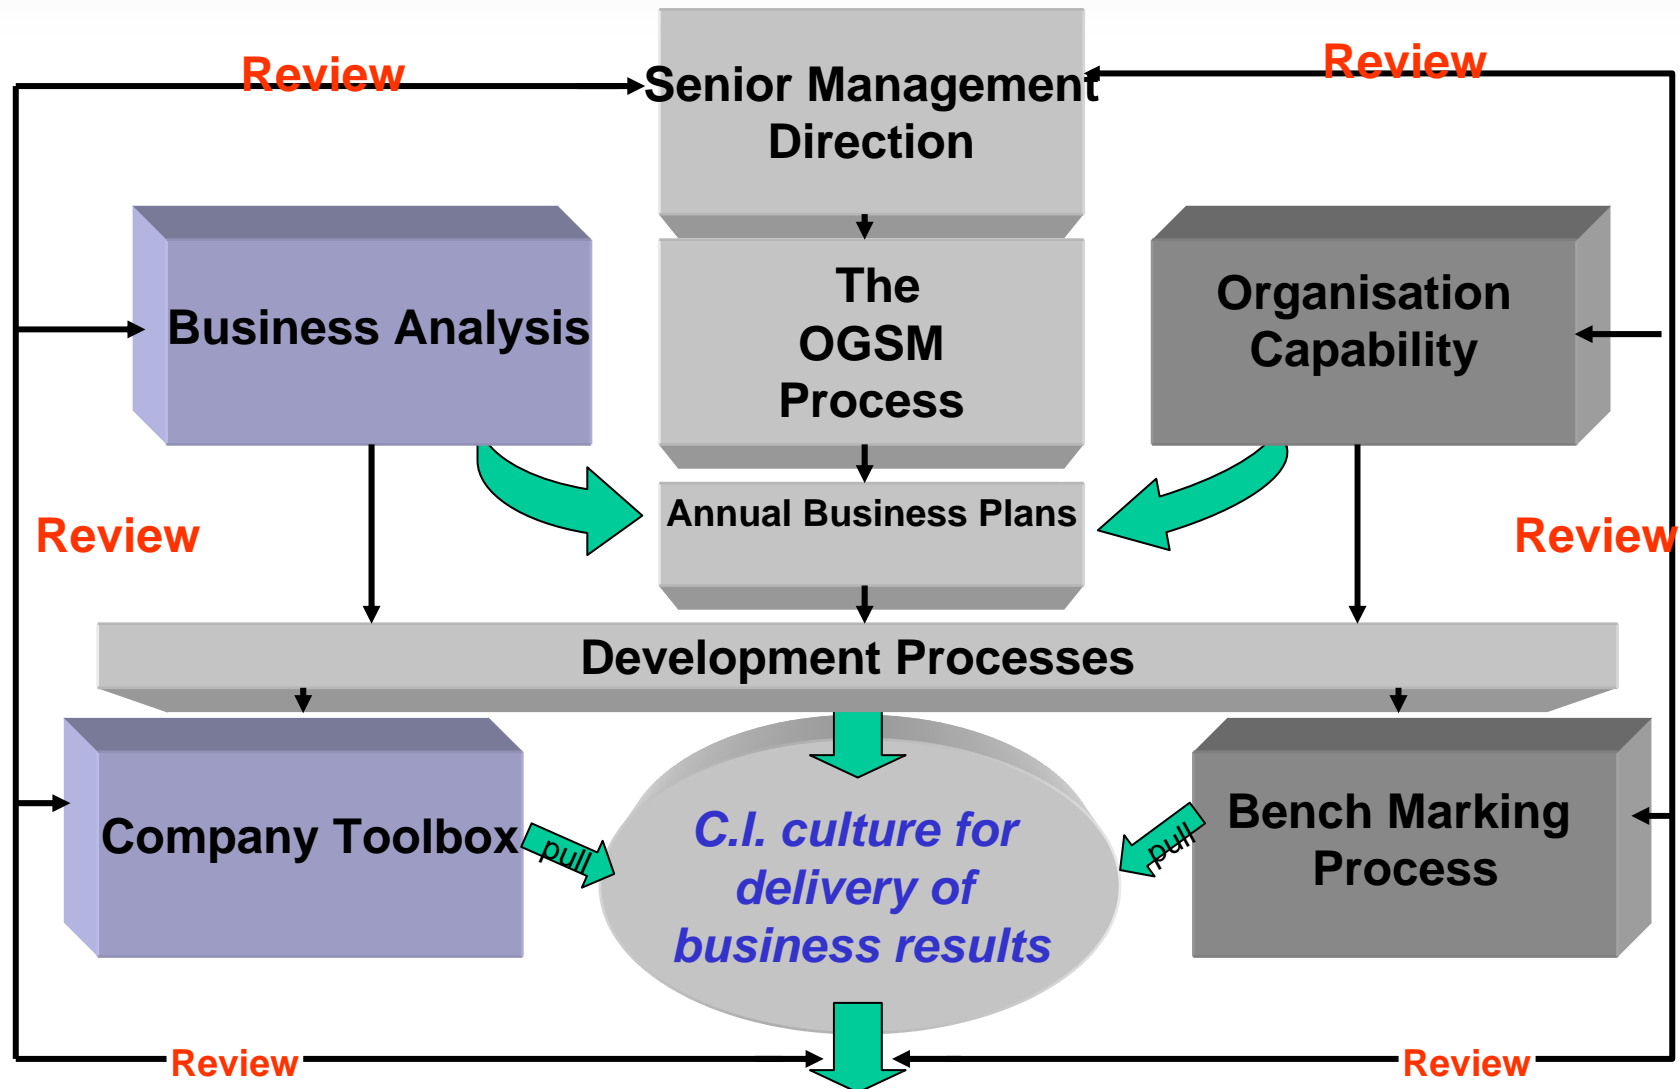 Review
Review
Senior Management
Direction
Business Analysis
The
OGSM
Process
Organisation
Capability
Annual Business Plans
Review
Review
Development Processes
Company Toolbox
pull
C.I. culture for
delivery of
business results
pull
Bench Marking
Process
Review
Review